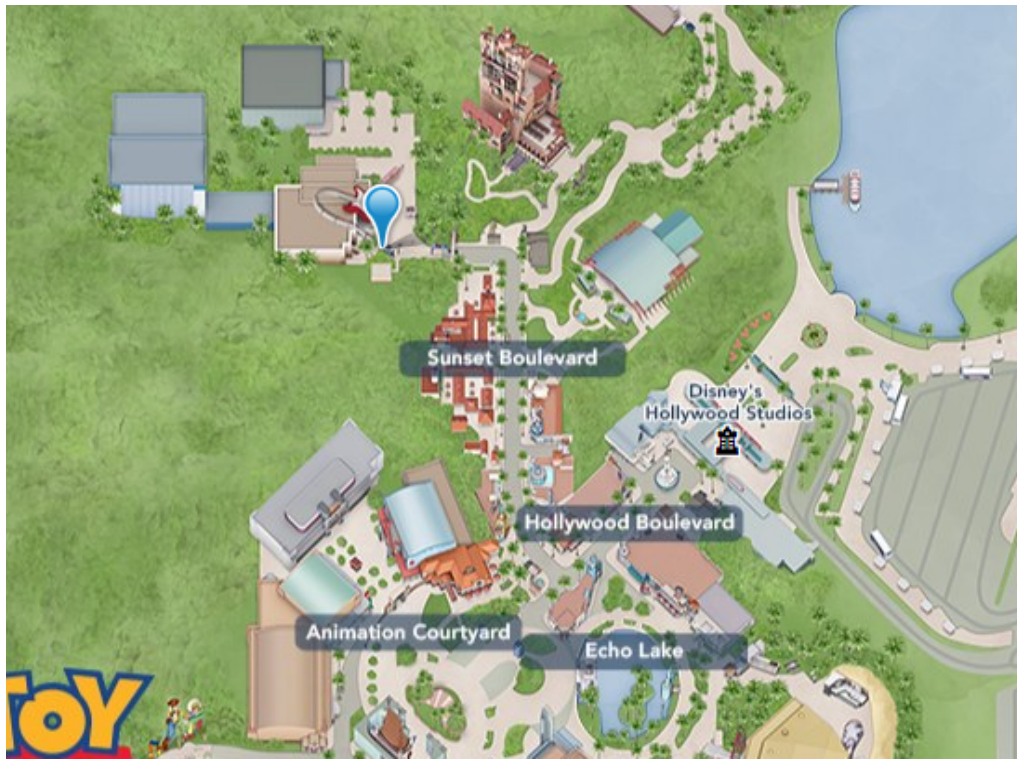 Sunset Boulevard
Disney's
Hollywood Studios
Hollywood Boulevard
Animation Courtyard
Echo Lake
TOY